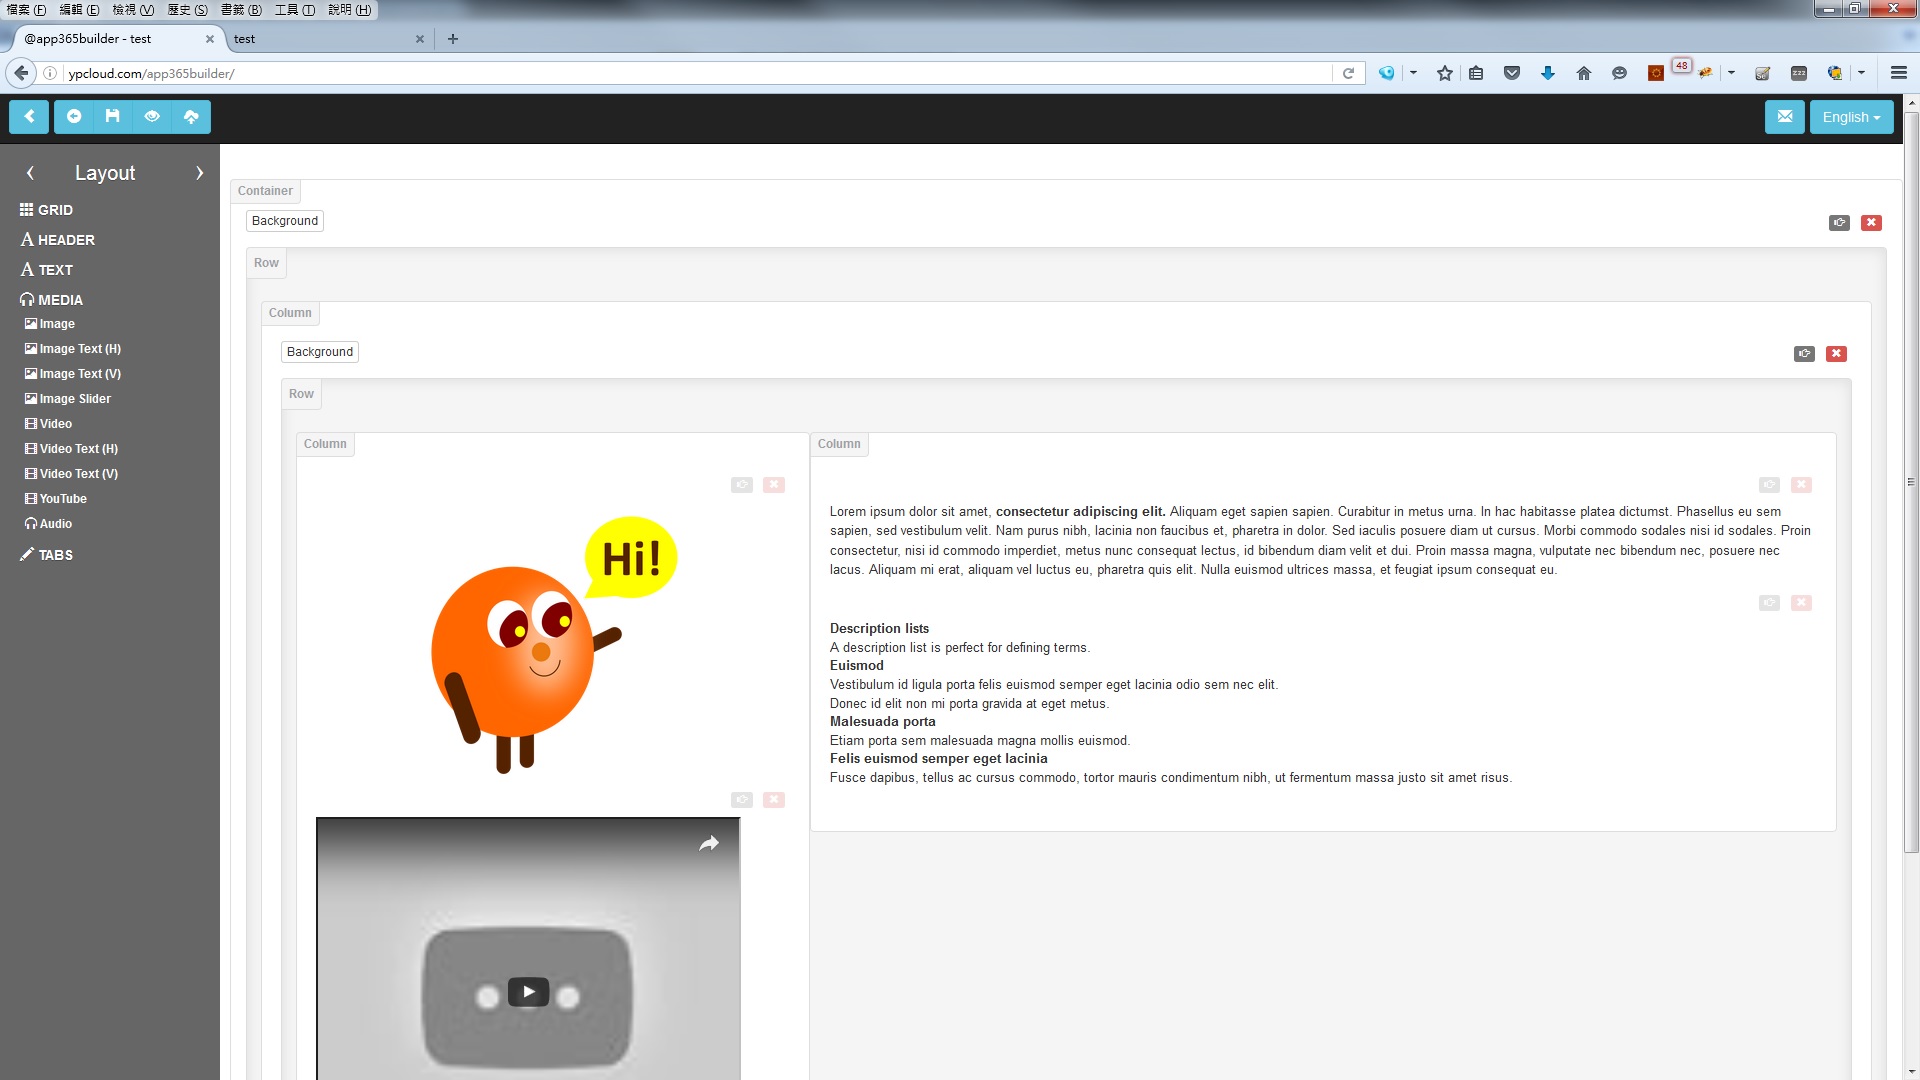 檔案 (F) 編輯 (E) 檢視 (V) 歷史 (S) 書籤 (B) 工具 (T) 說明 (H)
@app365builder - test
test
ypcloud.com/app365builder/
48
zzz
English
Layout
GRID
HEADER
TEXT
MEDIA
Image
Image Text (H)
Image Text (V)
Image Slider
Video
Video Text (H)
Video Text (V)
YouTube
Audio
TABS
Container
Background
Row
Column
Background
Row
Column
Hi!
Column
Lorem ipsum dolor sit amet, consectetur adipiscing elit. Aliquam eget sapien sapien. Curabitur in metus urna. In hac habitasse platea dictumst. Phasellus eu sem
sapien, sed vestibulum velit. Nam purus nibh, lacinia non faucibus et, pharetra in dolor. Sed iaculis posuere diam ut cursus. Morbi commodo sodales nisi id sodales. Proin
consectetur, nisi id commodo imperdiet, metus nunc consequat lectus, id bibendum diam velit et dui. Proin massa magna, vulputate nec bibendum nec, posuere nec
lacus. Aliquam mi erat, aliquam vel luctus eu, pharetra quis elit. Nulla euismod ultrices massa, et feugiat ipsum consequat eu.
Description lists
A description list is perfect for defining terms.
Euismod
Vestibulum id ligula porta felis euismod semper eget lacinia odio sem nec elit.
Donec id elit non mi porta gravida at eget metus.
Malesuada porta
Etiam porta sem malesuada magna mollis euismod.
Felis euismod semper eget lacinia
Fusce dapibus, tellus ac cursus commodo, tortor mauris condimentum nibh, ut fermentum massa justo sit amet risus.